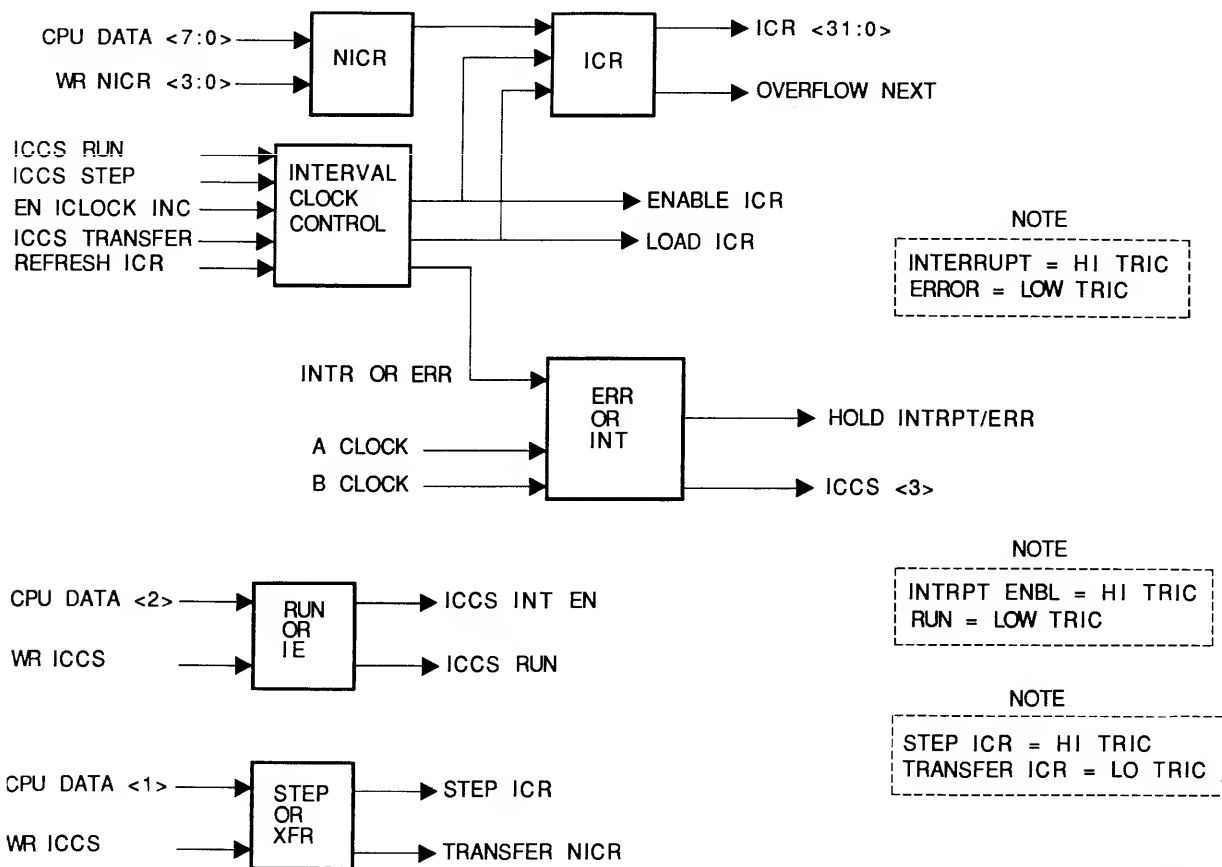 CPU DATA <7:0>
WR NICR <3:0>
NICR
ICR
ICR <31:0>
OVERFLOW NEXT
ICCS RUN
ICCS STEP
EN ICLOCK INC
ICCS TRANSFER
REFRESH ICR
INTERVAL
CLOCK
CONTROL
ENABLE ICR
LOAD ICR
NOTE
INTERRUPT = HI TRIC
ERROR = LOW TRIC
INTR OR ERR
A CLOCK
B CLOCK
ERR
OR
INT
HOLD INTRPT/ERR
ICCS <3>
NOTE
INTRPT ENBL = HI TRIC
RUN = LOW TRIC
CPU DATA <2>
WR ICCS
RUN
OR
IE
ICCS INT EN
ICCS RUN
NOTE
STEP ICR = HI TRIC
TRANSFER ICR = LO TRIC
CPU DATA <1>
WR ICCS
STEP
OR
XFR
STEP ICR
TRANSFER NICR